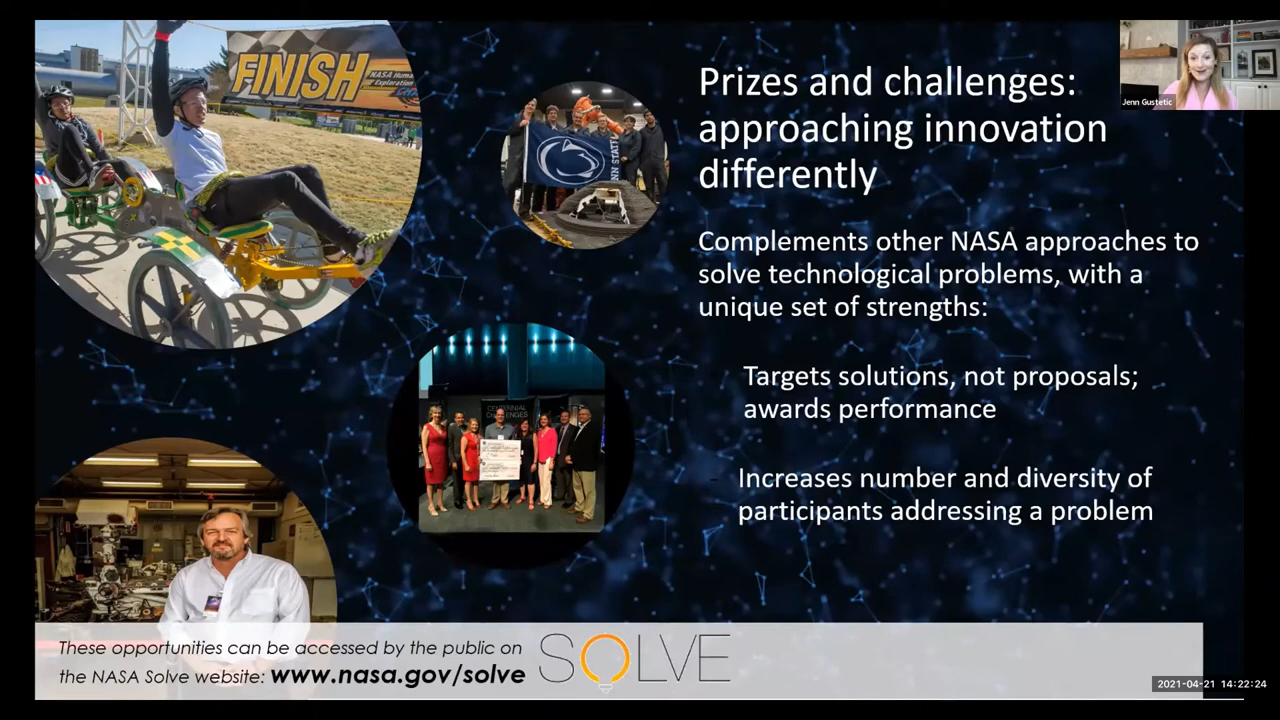 Prizes and challenges:
approaching innovation
differently
Complements other NASA approaches to
solve technological problems, with a
unique set of strengths:
Targets solutions, not proposals;
awards performance
Increases number and diversity of
participants addressing a problem
These opportunities can be accessed by the public on
the NASA Solve website: www.nasa.gov/solve
SOLVE
FINISH
NASA Human
Exploration
CENTENNIAL
CHALLENGES
Jenn Gustetic
2021-04-21 14:22:24